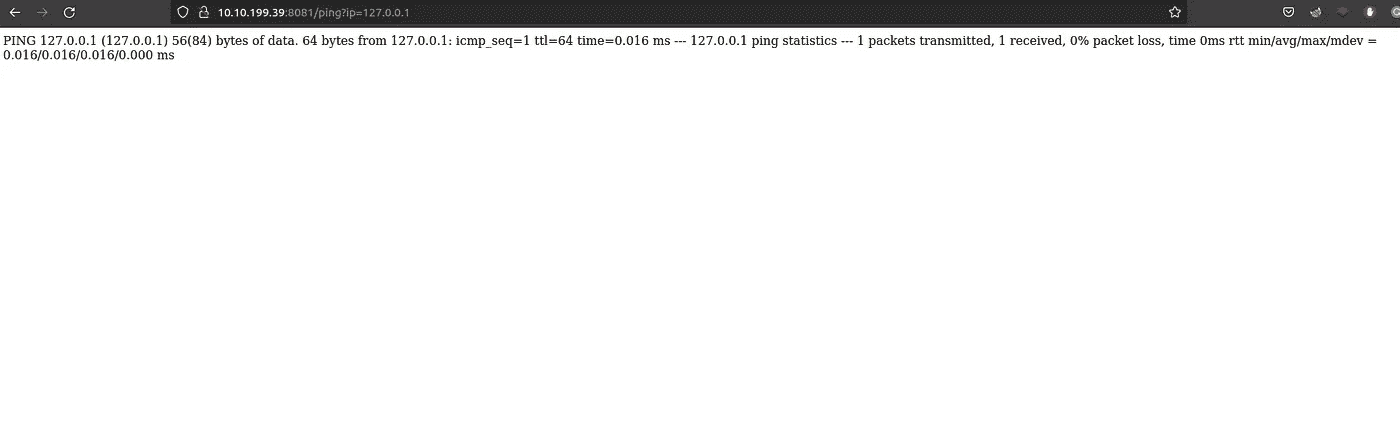 10.10.199.39:8081/ping?ip=127.0.0.1
PING 127.0.0.1 (127.0.0.1) 56(84) bytes of data. 64 bytes from 127.0.0.1: icmp_seq=1 ttl=64 time=0.016 ms --- 127.0.0.1 ping statistics --- 1 packets transmitted, 1 received, 0% packet loss, time 0ms rtt min/avg/max/mdev =
0.016/0.016/0.016/0.000 ms